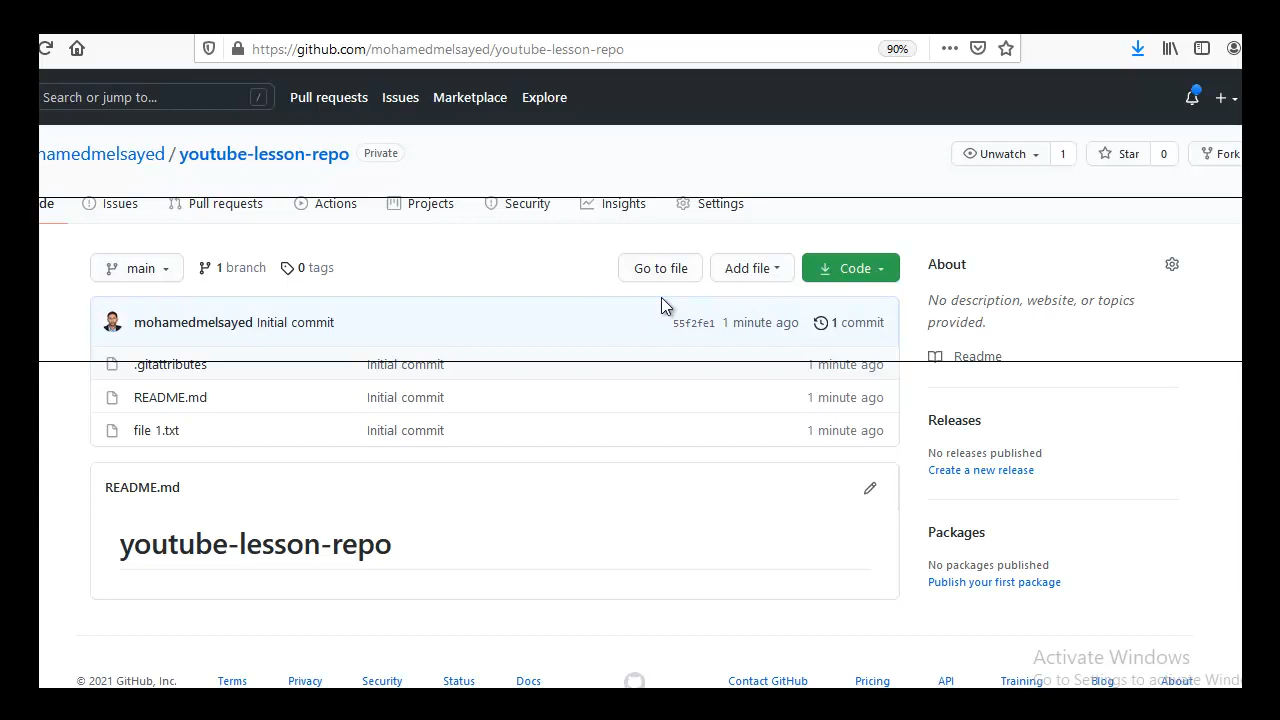 https://github.com/mohamedmelsayed/youtube-lesson-repo 90%
Search or jump to... / Pull requests Issues Marketplace Explore
hamedmelsayed / youtube-lesson-repo Private Unwatch 1 Star 0 Fork
de Issues Pull requests Actions Projects Security Insights Settings
main 1 branch 0 tags Go to file Add file Code
mohamedmelsayed Initial commit 55f2fe1 1 minute ago 1 commit
.gitattributes Initial commit 1 minute ago
README.md Initial commit 1 minute ago
file 1.txt Initial commit 1 minute ago
README.md
youtube-lesson-repo
About
No description, website, or topics
provided.
Readme
Releases
No releases published
Create a new release
Packages
No packages published
Publish your first package
Activate Windows
Go to Settings to activate Wind
© 2021 GitHub, Inc. Terms Privacy Security Status Docs Contact GitHub Pricing API Training Blog About